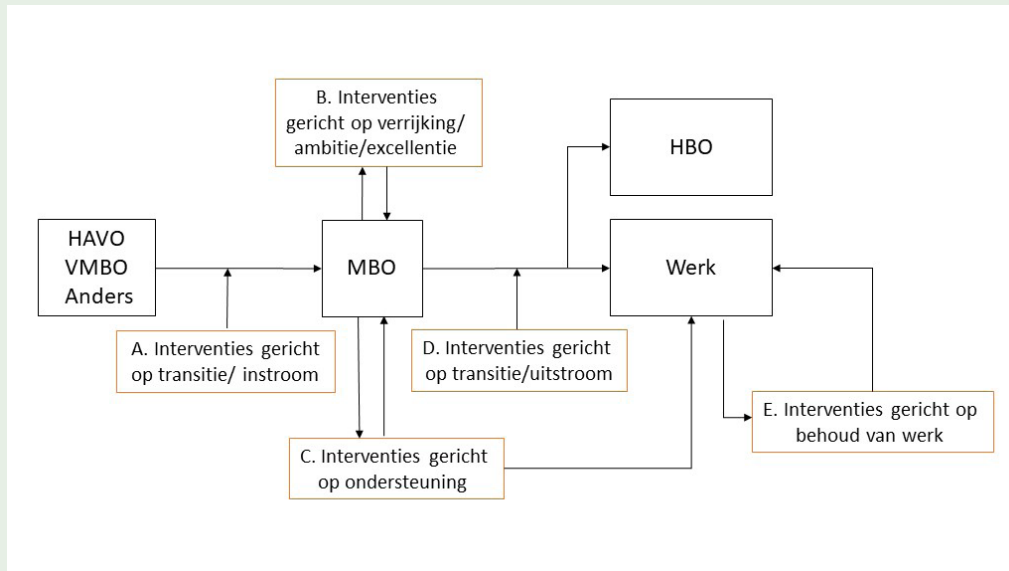 B. Interventies
gericht op verrijking/
ambitie/excellentie
HBO
HAVO
VMBO
Anders
MBO
Werk
A. Interventies gericht
op transitie/ instroom
D. Interventies gericht
op transitie/uitstroom
E. Interventies gericht op
behoud van werk
C. Interventies gericht
op ondersteuning